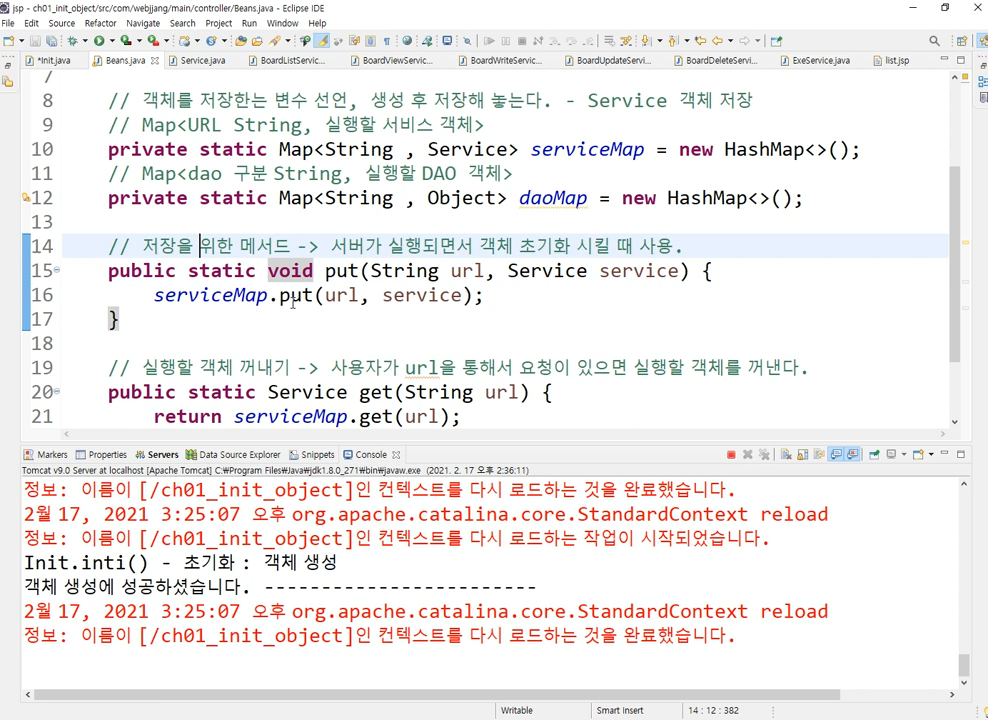 jsp - ch01_init_object/src/com/webjjang/main/controller/Beans.java - Eclipse IDE
File Edit Source Refactor Navigate Search Project Run Window Help
*Init.java Beans.java Service.java BoardListServic... BoardViewServic... BoardWriteServic... BoardUpdateServi... BoardDeleteServi... ExeService.java list.jsp
7
8 // 객체를 저장한는 변수 선언, 생성 후 저장해 놓는다. - Service 객체 저장
9 // Map<URL String, 실행할 서비스 객체>
10 private static Map<String , Service> serviceMap = new HashMap<>();
11 // Map<dao 구분 String, 실행할 DAO 객체>
12 private static Map<String , Object> daoMap = new HashMap<>();
13
14 // 저장을 위한 메서드 -> 서버가 실행되면서 객체 초기화 시킬 때 사용.
15 public static void put(String url, Service service) {
16 serviceMap.put(url, service);
17 }
18
19 // 실행할 객체 꺼내기 -> 사용자가 url을 통해서 요청이 있으면 실행할 객체를 꺼낸다.
20 public static Service get(String url) {
21 return serviceMap.get(url);
Markers Properties Servers Data Source Explorer Snippets Console
Tomcat v9.0 Server at localhost [Apache Tomcat] C:₩Program Files₩Java₩jdk1.8.0_271₩bin₩javaw.exe (2021. 2. 17 오후 2:36:11)
정보: 이름이 [/ch01_init_object]인 컨텍스트를 다시 로드하는 것을 완료했습니다.
2월 17, 2021 3:25:07 오후 org.apache.catalina.core.StandardContext reload
정보: 이름이 [/ch01_init_object]인 컨텍스트를 다시 로드하는 작업이 시작되었습니다.
Init.inti() - 초기화 : 객체 생성
객체 생성에 성공하셨습니다. -------------------------
2월 17, 2021 3:25:07 오후 org.apache.catalina.core.StandardContext reload
정보: 이름이 [/ch01_init_object]인 컨텍스트를 다시 로드하는 것을 완료했습니다.
Writable Smart Insert 14 : 12 : 382